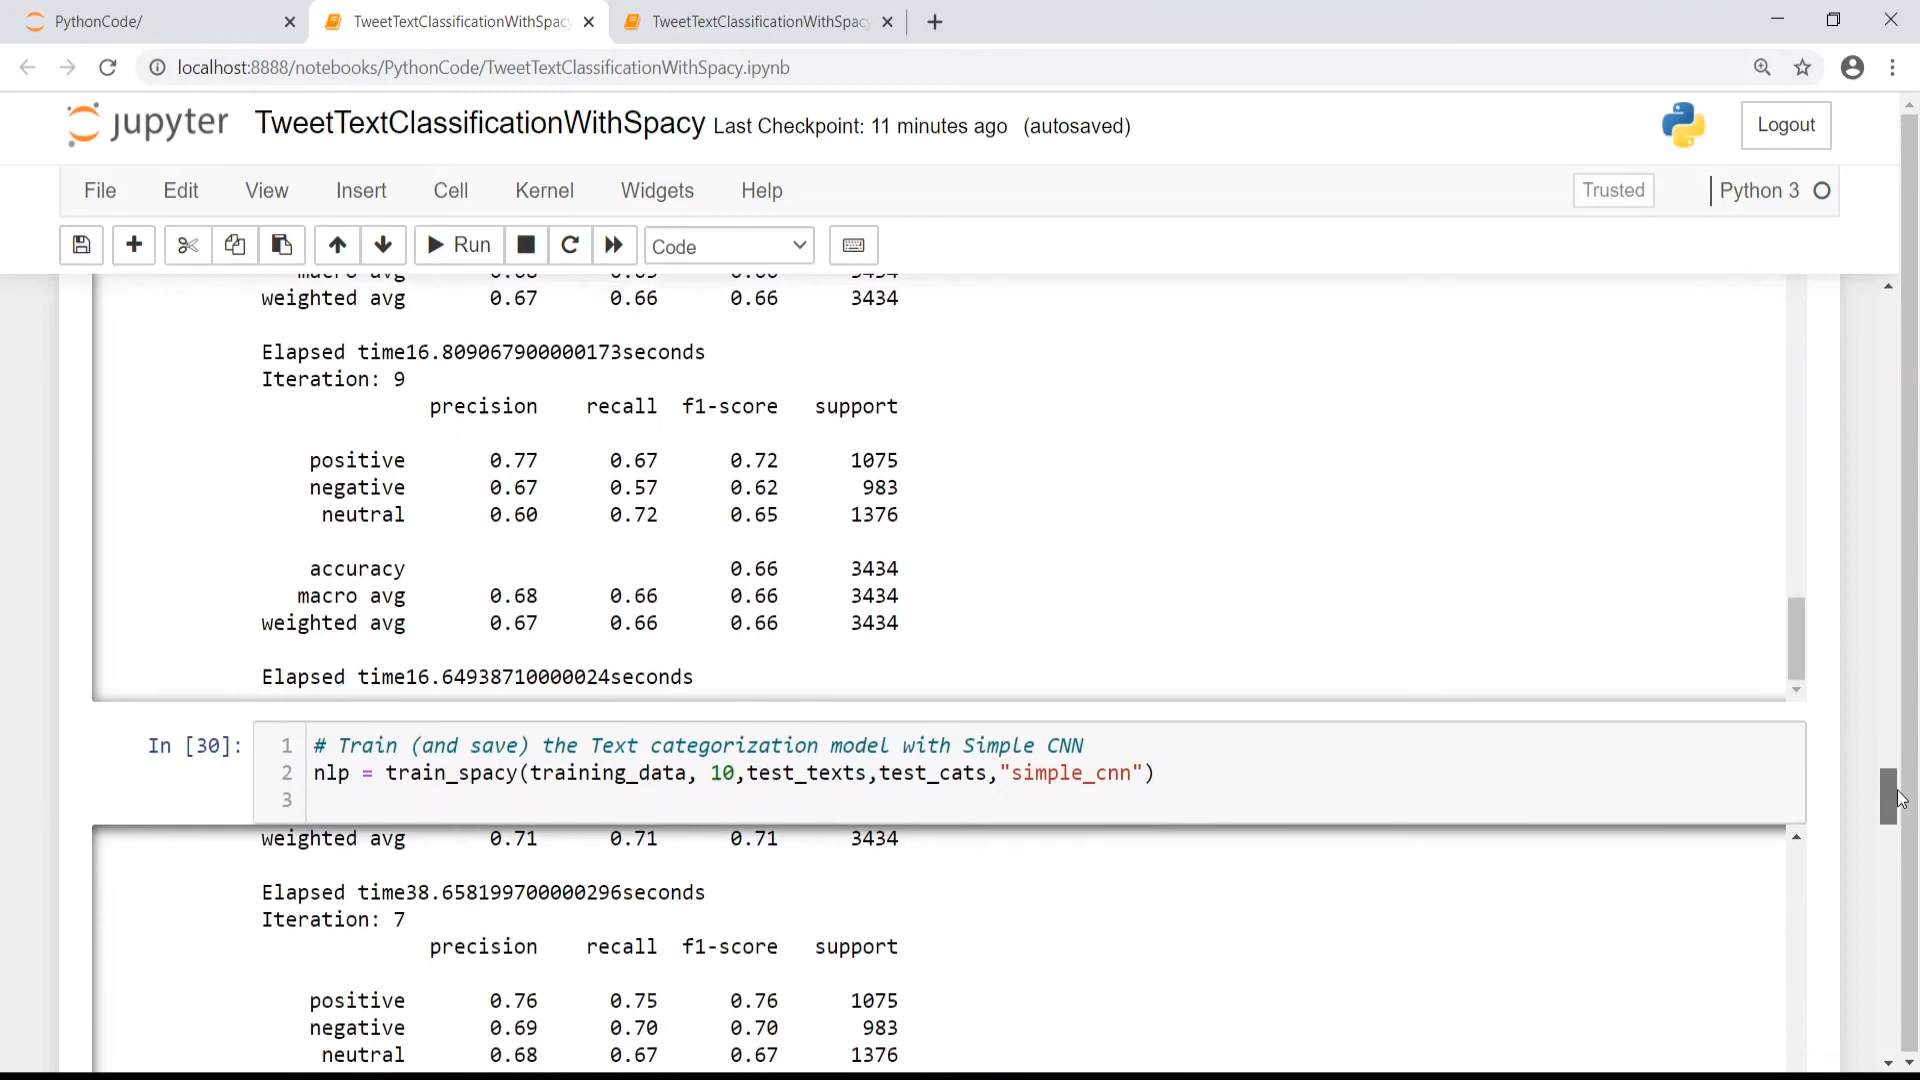 PythonCode/
TweetTextClassificationWithSpac
TweetTextClassificationWithSpacy
localhost:8888/notebooks/PythonCode/TweetTextClassificationWithSpacy.ipynb
jupyter TweetTextClassificationWithSpacy Last Checkpoint: 11 minutes ago (autosaved)
Logout
File Edit View Insert Cell Kernel Widgets Help
Trusted Python 3
Run Code
weighted avg 0.67 0.66 0.66 3434
Elapsed time16.809067900000173seconds
Iteration: 9
precision recall f1-score support
positive 0.77 0.67 0.72 1075
negative 0.67 0.57 0.62 983
neutral 0.60 0.72 0.65 1376
accuracy 0.66 3434
macro avg 0.68 0.66 0.66 3434
weighted avg 0.67 0.66 0.66 3434
Elapsed time16.64938710000024seconds
In [30]: 1 # Train (and save) the Text categorization model with Simple CNN
2 nlp = train_spacy(training_data, 10,test_texts,test_cats,"simple_cnn")
3
weighted avg 0.71 0.71 0.71 3434
Elapsed time38.658199700000296seconds
Iteration: 7
precision recall f1-score support
positive 0.76 0.75 0.76 1075
negative 0.69 0.70 0.70 983
neutral 0.68 0.67 0.67 1376